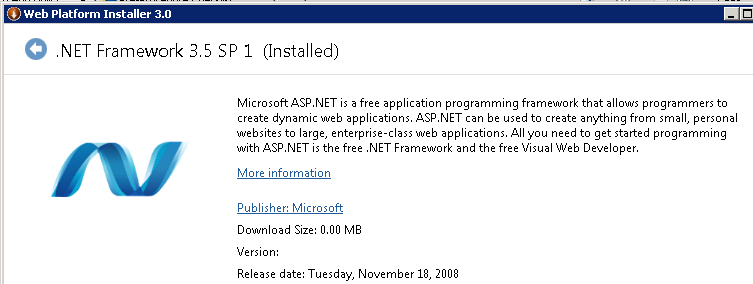 Web Platform Installer 3.0
.NET Framework 3.5 SP 1 (Installed)
Microsoft ASP.NET is a free application programming framework that allows programmers to
create dynamic web applications. ASP.NET can be used to create anything from small, personal
websites to large, enterprise-class web applications. All you need to get started programming
with ASP.NET is the free .NET Framework and the free Visual Web Developer.
More information
Publisher: Microsoft
Download Size: 0.00 MB
Version:
Release date: Tuesday, November 18, 2008